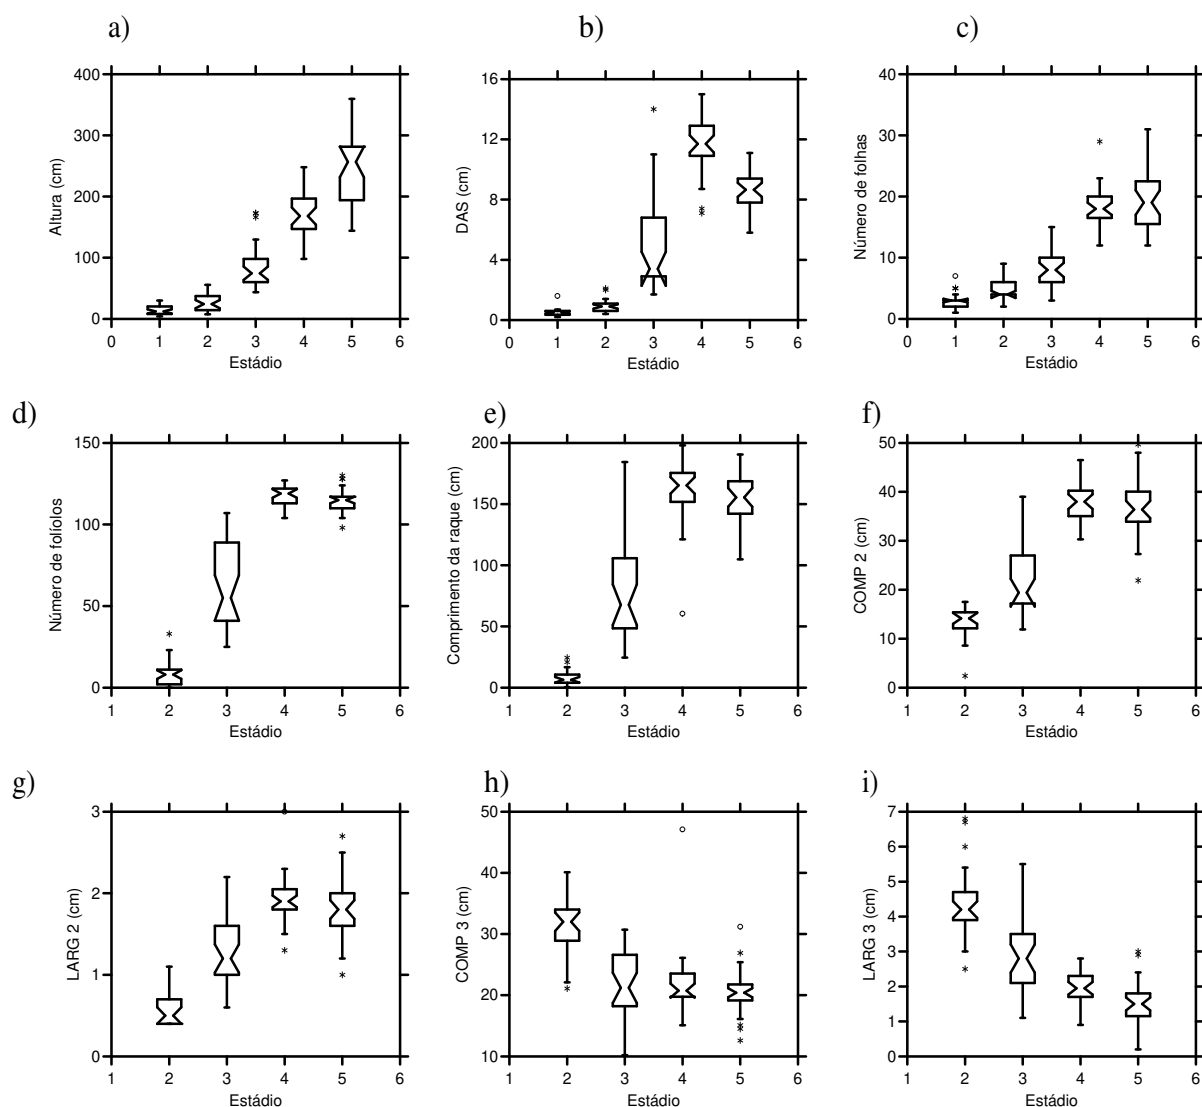 a)
400
300
200
100
0
Altura (cm)
0 1 2 3 4 5 6
Estádio
b)
16
12
8
4
0
DAS (cm)
0 1 2 3 4 5 6
Estádio
c)
40
30
20
10
0
Número de folhas
0 1 2 3 4 5 6
Estádio
d)
150
100
50
0
Número de folíolos
1 2 3 4 5 6
Estádio
e)
200
150
100
50
0
Comprimento da raque (cm)
1 2 3 4 5 6
Estádio
f)
50
40
30
20
10
0
COMP 2 (cm)
1 2 3 4 5 6
Estádio
g)
3
2
1
0
LARG 2 (cm)
1 2 3 4 5 6
Estádio
h)
50
40
30
20
10
COMP 3 (cm)
1 2 3 4 5 6
Estádio
i)
7
6
5
4
3
2
1
0
LARG 3 (cm)
1 2 3 4 5 6
Estádio